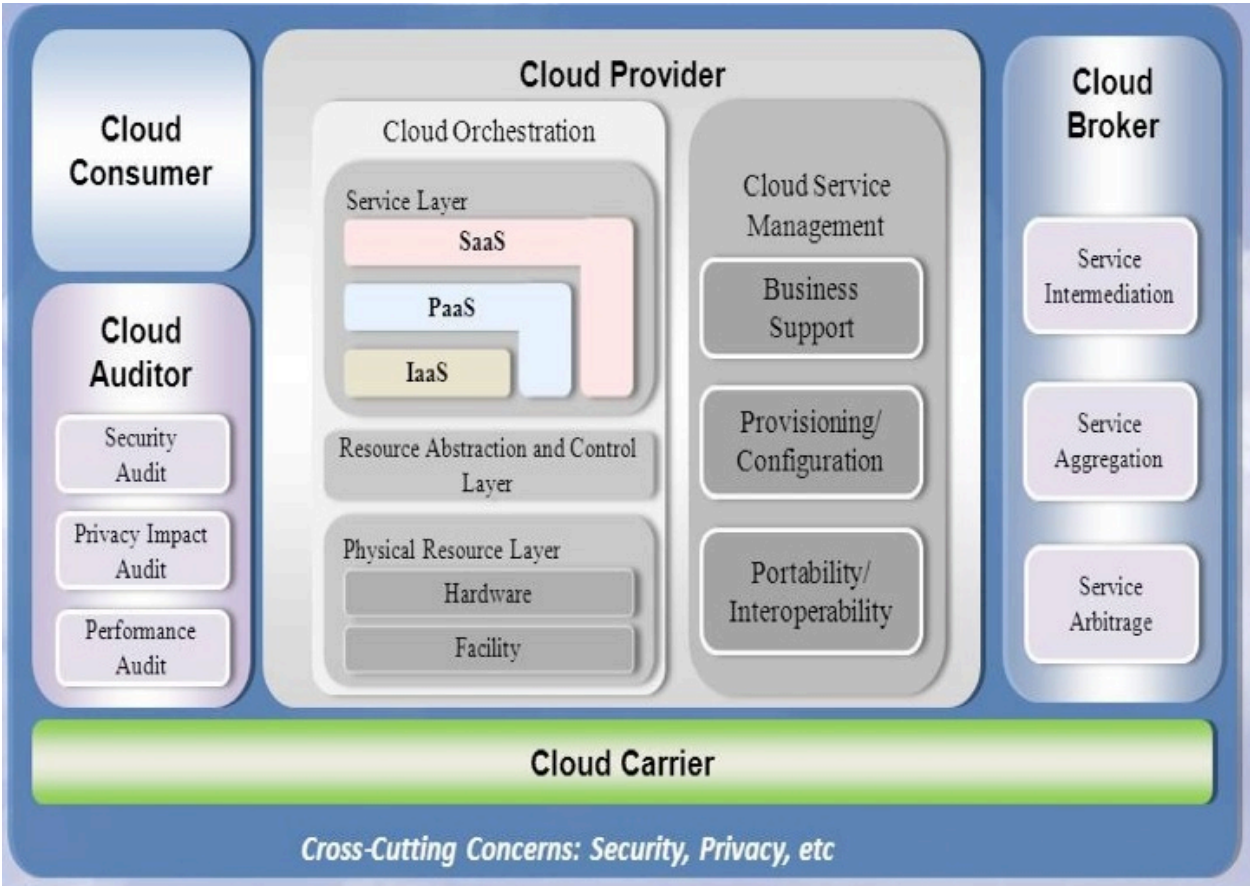 Cloud
Consumer
Cloud
Auditor
Security
Audit
Privacy Impact
Audit
Performance
Audit
Cloud Provider
Cloud Orchestration
Service Layer
SaaS
PaaS
IaaS
Resource Abstraction and Control
Layer
Physical Resource Layer
Hardware
Facility
Cloud Service
Management
Business
Support
Provisioning/
Configuration
Portability/
Interoperability
Cloud
Broker
Service
Intermediation
Service
Aggregation
Service
Arbitrage
Cloud Carrier
Cross-Cutting Concerns: Security, Privacy, etc